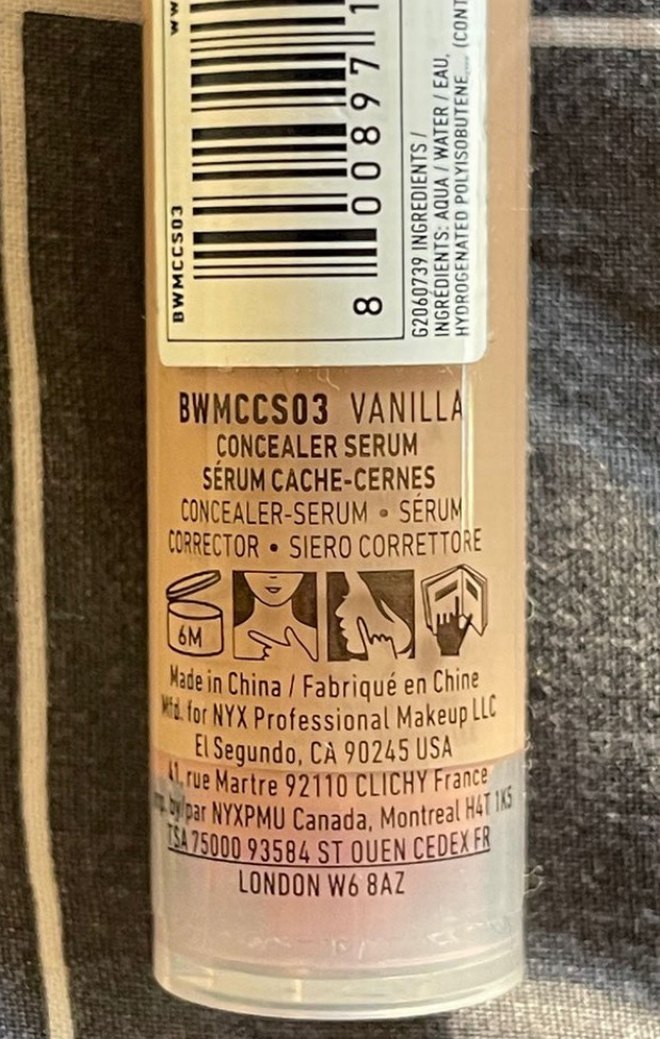 BWMCCS03
8 00897 1
G2060739 INGREDIENTS /
INGRÉDIENTS: AQUA / WATER / EAU,
HYDROGENATED POLYISOBUTENE,... (CONT
BWMCCS03 VANILLA
CONCEALER SERUM
SÉRUM CACHE-CERNES
CONCEALER-SERUM • SÉRUM
CORRECTOR • SIERO CORRETTORE
6M
Made in China / Fabriqué en Chine
Mfd. for NYX Professional Makeup LLC
El Segundo, CA 90245 USA
41, rue Martre 92110 CLICHY France
by/par NYXPMU Canada, Montreal H4T 1K5
TSA 75000 93584 ST OUEN CEDEX FR
LONDON W6 8AZ